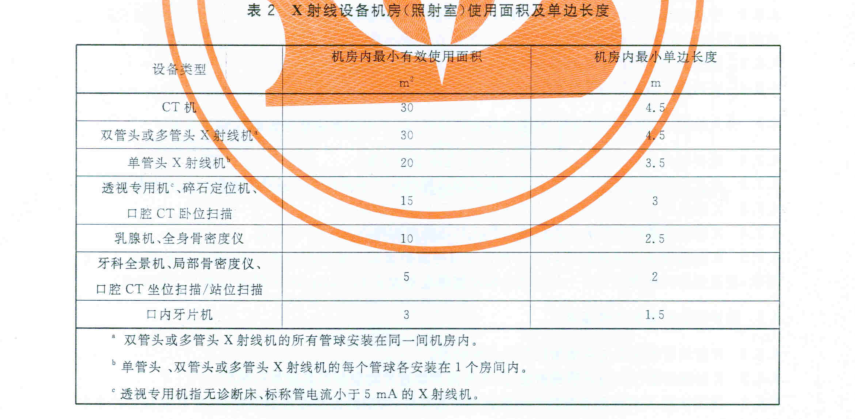 表 2 X 射线设备机房(照射室)使用面积及单边长度
设备类型 机房内最小有效使用面积 m² 机房内最小单边长度 m
CT 机 30 4.5
双管头或多管头 X 射线机ᵃ 30 4.5
单管头 X 射线机ᵇ 20 3.5
透视专用机ᶜ、碎石定位机、
口腔 CT 卧位扫描 15 3
乳腺机、全身骨密度仪 10 2.5
牙科全景机、局部骨密度仪、
口腔 CT 坐位扫描/站位扫描 5 2
口内牙片机 3 1.5
ᵃ 双管头或多管头 X 射线机的所有管球安装在同一间机房内。
ᵇ 单管头、双管头或多管头 X 射线机的每个管球各安装在 1 个房间内。
ᶜ 透视专用机指无诊断床、标称管电流小于 5 mA 的 X 射线机。